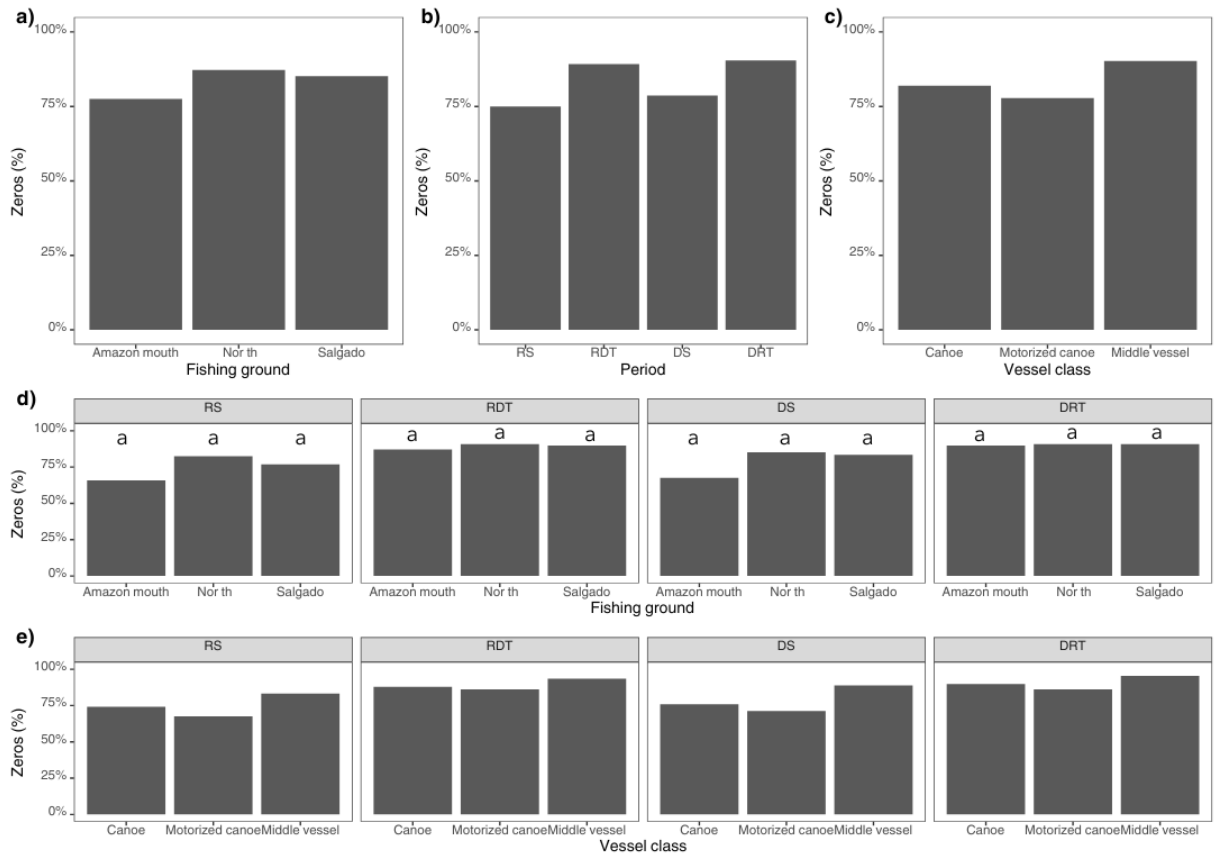 a) b) c)
100% 100% 100%
75% 75% 75%
50% 50% 50%
25% 25% 25%
0% 0% 0%
Zeros (%) Zeros (%) Zeros (%)
Amazon mouth Nor th Salgado RS RDT DS DRT Canoe Motorized canoe Middle vessel
Fishing ground Period Vessel class
d)
RS RDT DS DRT
a a a a a a a a a a a a
100%
75%
50%
25%
0%
Zeros (%)
Amazon mouth Nor th Salgado Amazon mouth Nor th Salgado Amazon mouth Nor th Salgado Amazon mouth Nor th Salgado
Fishing ground
e)
RS RDT DS DRT
100%
75%
50%
25%
0%
Zeros (%)
Canoe Motorized canoe Middle vessel Canoe Motorized canoe Middle vessel Canoe Motorized canoe Middle vessel Canoe Motorized canoe Middle vessel
Vessel class